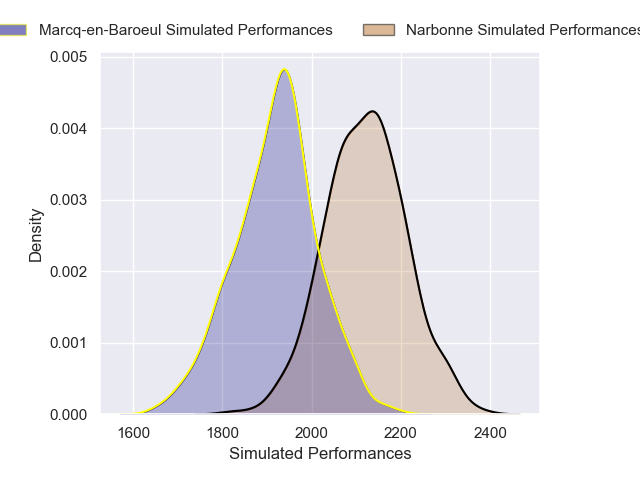 Marcq-en-Baroeul Simulated Performances Narbonne Simulated Performances
0.005
0.004
0.003
0.002
0.001
0.000
Density
1600 1800 2000 2200 2400
Simulated Performances